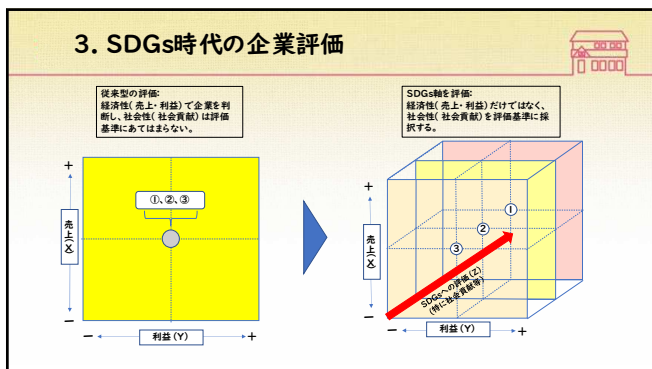 3. SDGs時代の企業評価
従来型の評価:
経済性(売上・利益)で企業を判
断し、社会性(社会貢献)は評価
基準にあてはまらない。
SDGs軸を評価:
経済性(売上・利益)だけではなく、
社会性(社会貢献)を評価基準に採
択する。
+
売上(X)
−
①、②、③
− 利益(Y) +
+
売上(X)
−
①
②
③
SDGsへの評価(Z)
(特に社会貢献等)
− 利益(Y) +